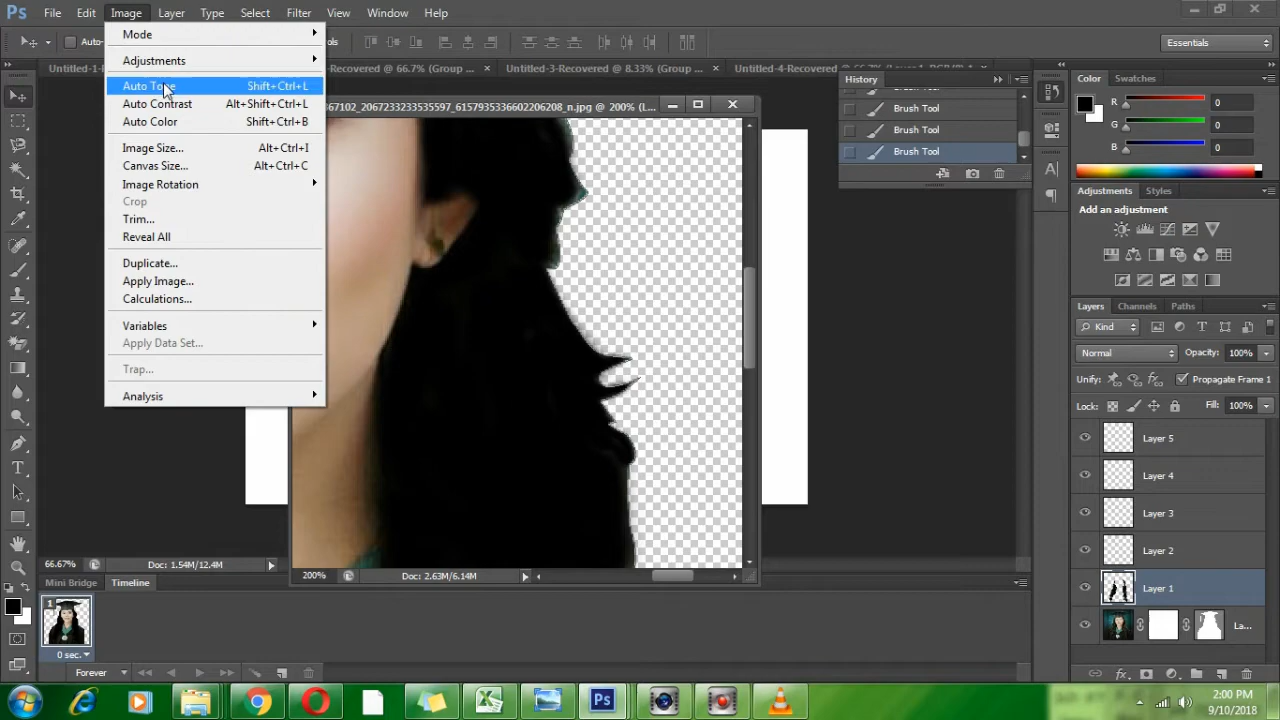 Ps File Edit Image Layer Type Select Filter View Window Help
Essentials
Mode
Adjustments
Auto Tone Shift+Ctrl+L
Auto Contrast Alt+Shift+Ctrl+L
Auto Color Shift+Ctrl+B
Image Size... Alt+Ctrl+I
Canvas Size... Alt+Ctrl+C
Image Rotation
Crop
Trim...
Reveal All
Duplicate...
Apply Image...
Calculations...
Variables
Apply Data Set...
Trap...
Analysis
Untitled-1- Recovered @ 66.7% (Group ... Untitled-3-Recovered @ 8.33% (Group ...
67102_2067233233535597_6157935336602206208_n.jpg @ 200% (L...
History
Brush Tool
Brush Tool
Brush Tool
Color Swatches
R 0
G 0
B 0
Adjustments Styles
Add an adjustment
Layers Channels Paths
Kind
Normal Opacity: 100%
Unify: Propagate Frame 1
Lock: Fill: 100%
Layer 5
Layer 4
Layer 3
Layer 2
Layer 1
La...
66.67% Doc: 1.54M/12.4M
200% Doc: 2.63M/6.14M
Mini Bridge Timeline
1
0 sec.
Forever
2:00 PM
9/10/2018